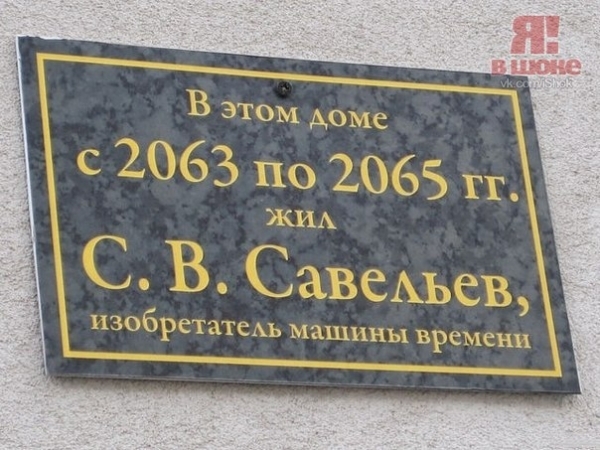 Я!
в шоке
В этом доме
с 2063 по 2065 гг.
жил
С. В. Савельев,
изобретатель машины времени